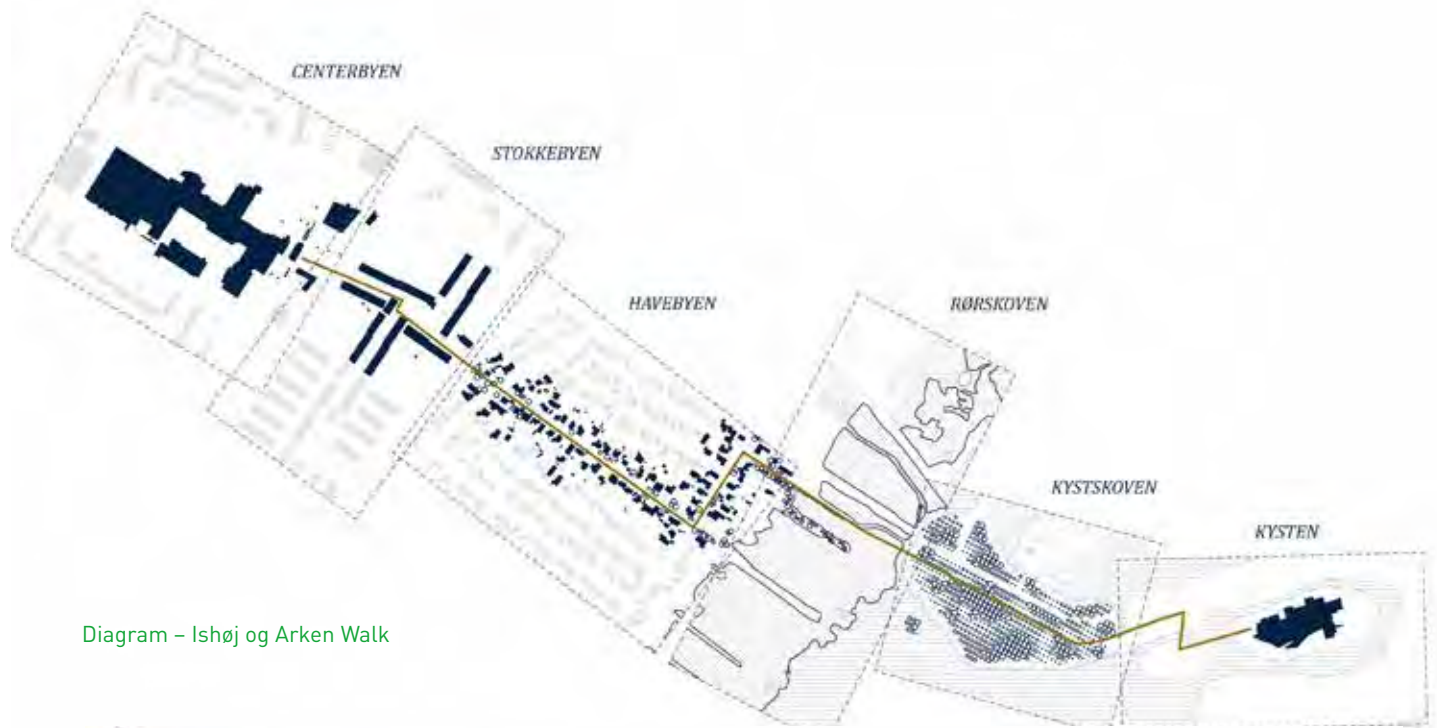 CENTERBYEN
STOKKEBYEN
HAVEBYEN
RØRSKOVEN
KYSTSKOVEN
KYSTEN
Diagram – Ishøj og Arken Walk